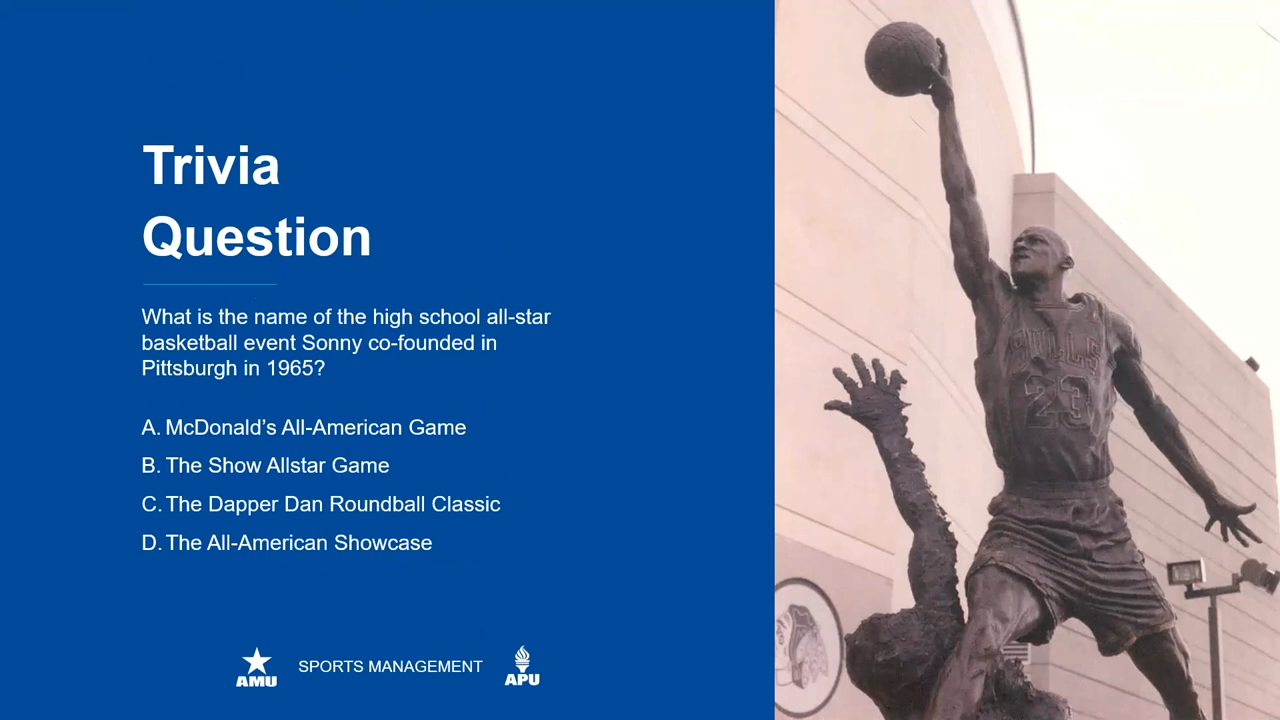 Trivia
Question
What is the name of the high school all-star
basketball event Sonny co-founded in
Pittsburgh in 1965?
A. McDonald’s All-American Game
B. The Show Allstar Game
C. The Dapper Dan Roundball Classic
D. The All-American Showcase
AMU
SPORTS MANAGEMENT
APU
BULLS
23